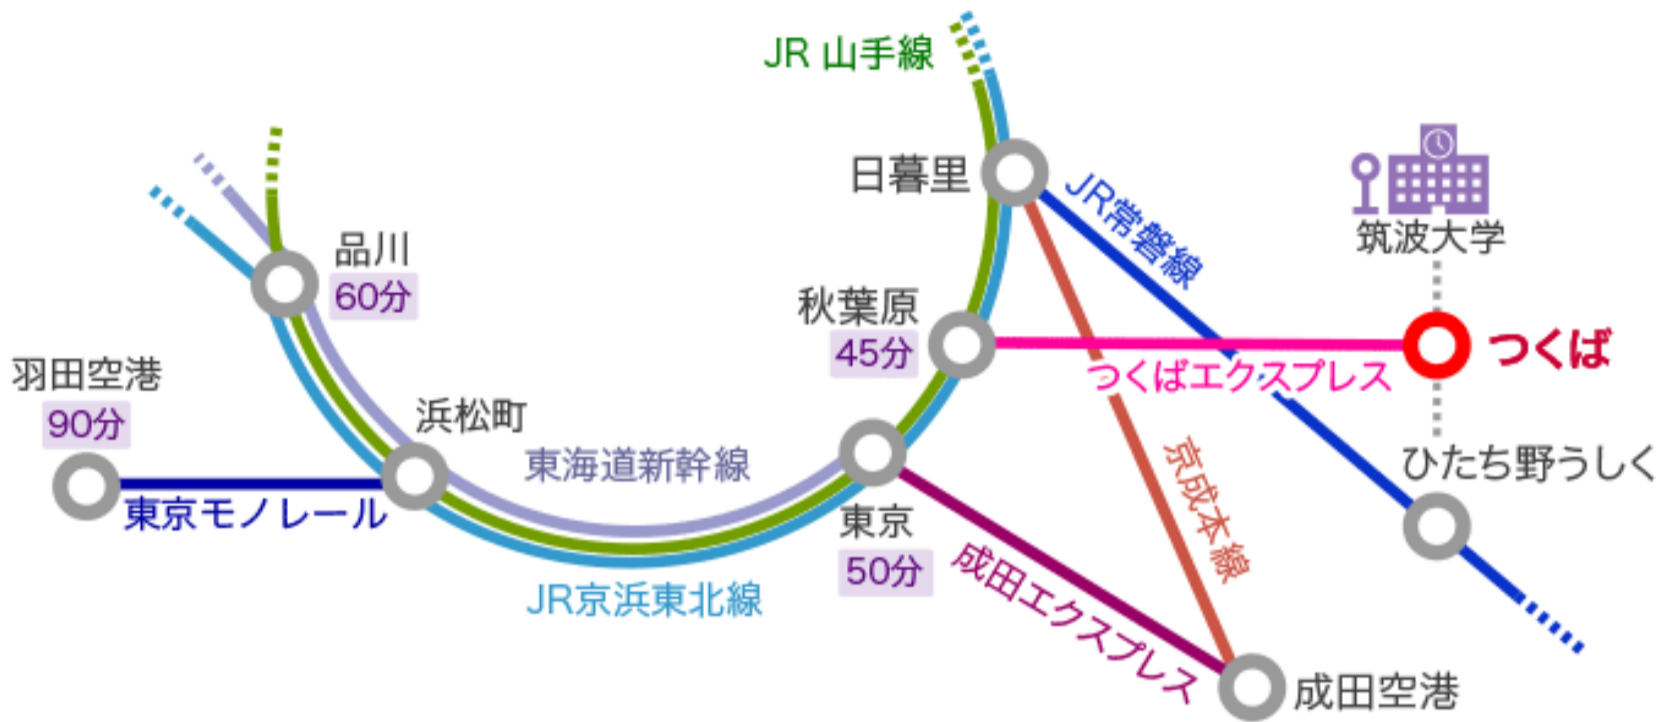 JR 山手線
日暮里
JR常磐線
筑波大学
品川
60分
秋葉原
45分
つくば
つくばエクスプレス
羽田空港
90分
浜松町
東海道新幹線
ひたち野うしく
東京モノレール
東京
50分
京成本線
JR京浜東北線
成田エクスプレス
成田空港